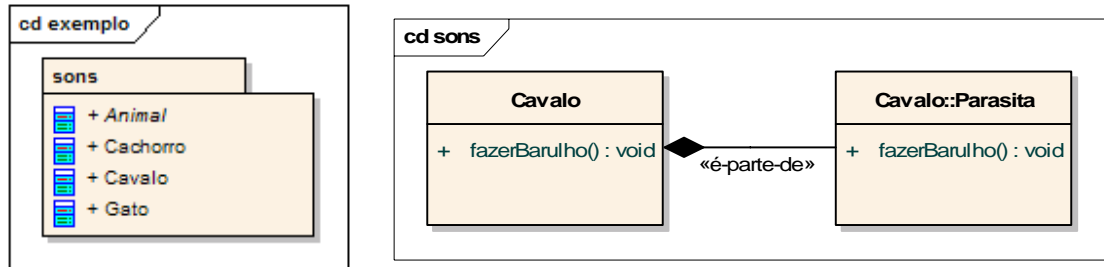 cd exemplo
sons
+ Animal
+ Cachorro
+ Cavalo
+ Gato
cd sons
Cavalo
+ fazerBarulho() : void
«é-parte-de»
Cavalo::Parasita
+ fazerBarulho() : void